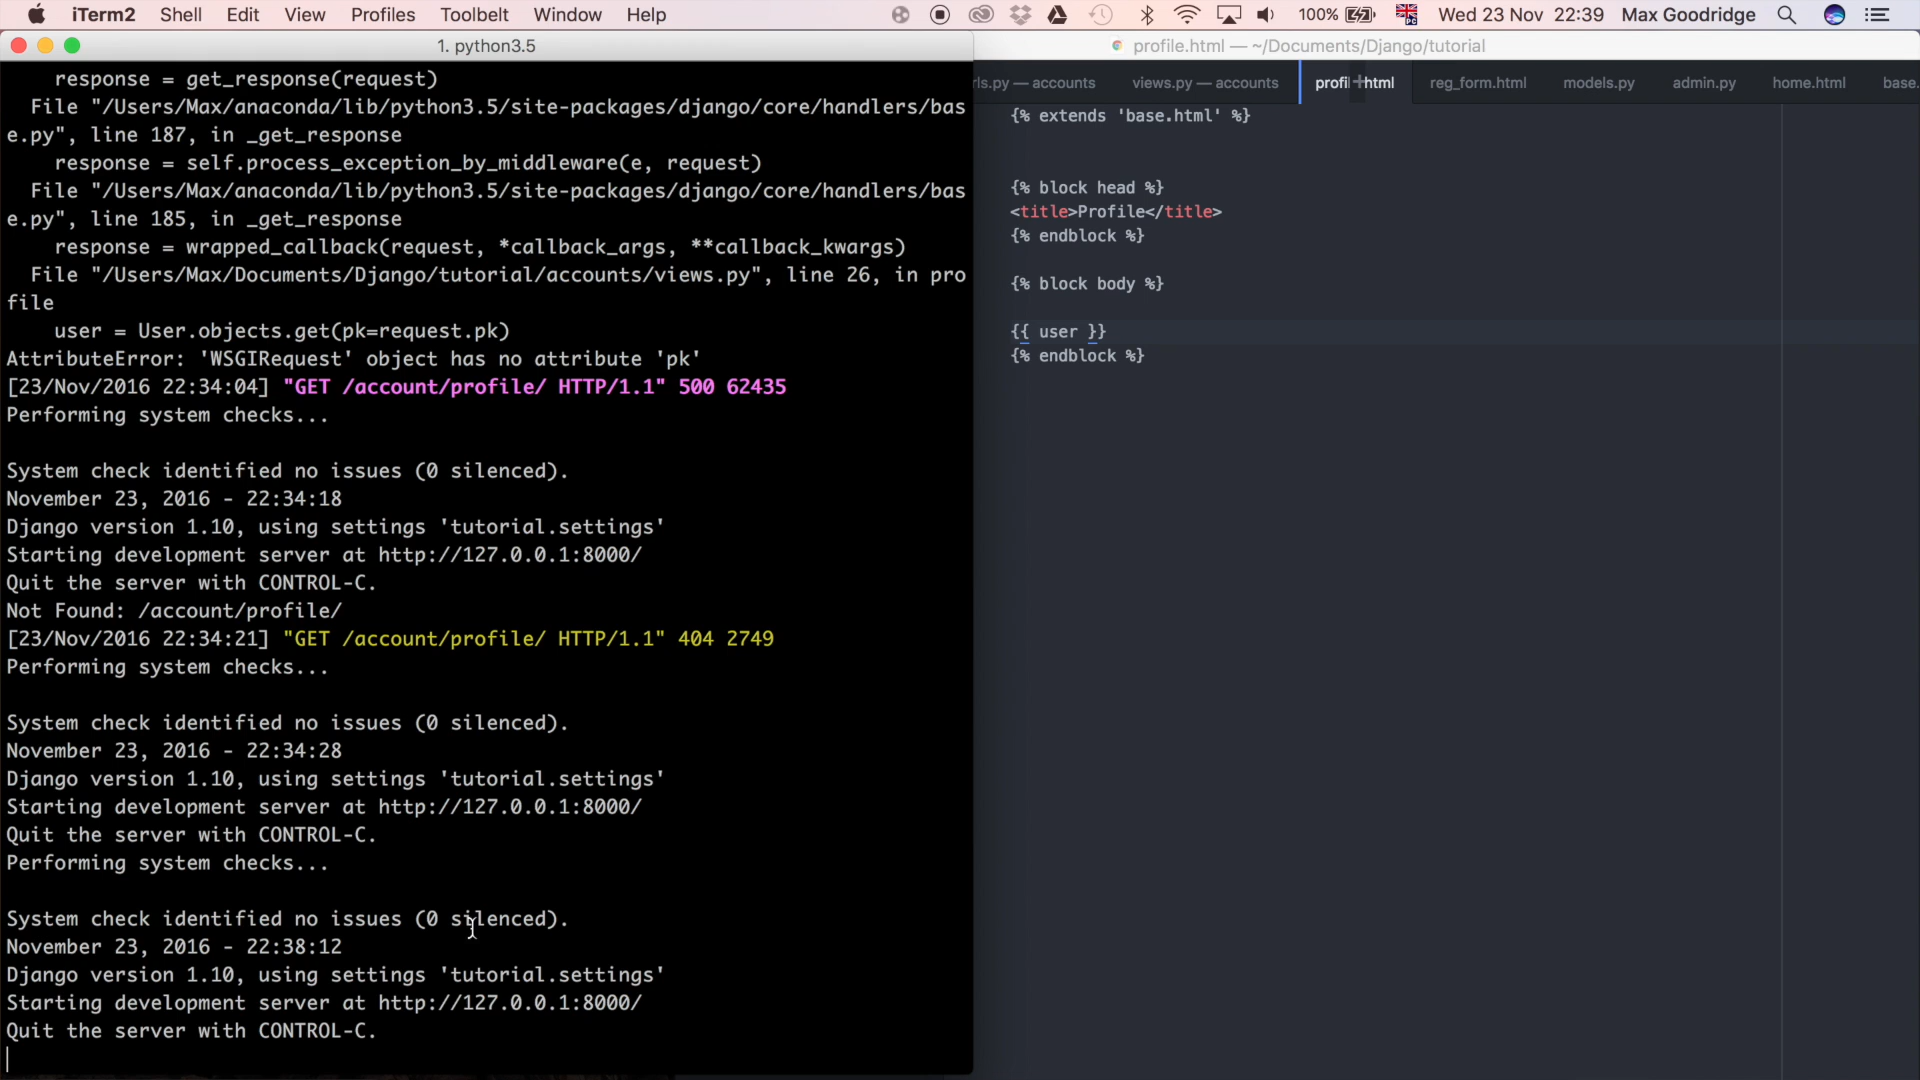 iTerm2 Shell Edit View Profiles Toolbelt Window Help 100% Wed 23 Nov 22:39 Max Goodridge
1. python3.5
    response = get_response(request)
  File "/Users/Max/anaconda/lib/python3.5/site-packages/django/core/handlers/bas
e.py", line 187, in _get_response
    response = self.process_exception_by_middleware(e, request)
  File "/Users/Max/anaconda/lib/python3.5/site-packages/django/core/handlers/bas
e.py", line 185, in _get_response
    response = wrapped_callback(request, *callback_args, **callback_kwargs)
  File "/Users/Max/Documents/Django/tutorial/accounts/views.py", line 26, in pro
file
    user = User.objects.get(pk=request.pk)
AttributeError: 'WSGIRequest' object has no attribute 'pk'
[23/Nov/2016 22:34:04] "GET /account/profile/ HTTP/1.1" 500 62435
Performing system checks...
System check identified no issues (0 silenced).
November 23, 2016 - 22:34:18
Django version 1.10, using settings 'tutorial.settings'
Starting development server at http://127.0.0.1:8000/
Quit the server with CONTROL-C.
Not Found: /account/profile/
[23/Nov/2016 22:34:21] "GET /account/profile/ HTTP/1.1" 404 2749
Performing system checks...
System check identified no issues (0 silenced).
November 23, 2016 - 22:34:28
Django version 1.10, using settings 'tutorial.settings'
Starting development server at http://127.0.0.1:8000/
Quit the server with CONTROL-C.
Performing system checks...
System check identified no issues (0 silenced).
November 23, 2016 - 22:38:12
Django version 1.10, using settings 'tutorial.settings'
Starting development server at http://127.0.0.1:8000/
Quit the server with CONTROL-C.
profile.html — ~/Documents/Django/tutorial
rls.py — accounts views.py — accounts profile.html reg_form.html models.py admin.py home.html base.
{% extends 'base.html' %}
{% block head %}
<title>Profile</title>
{% endblock %}
{% block body %}
{{ user }}
{% endblock %}